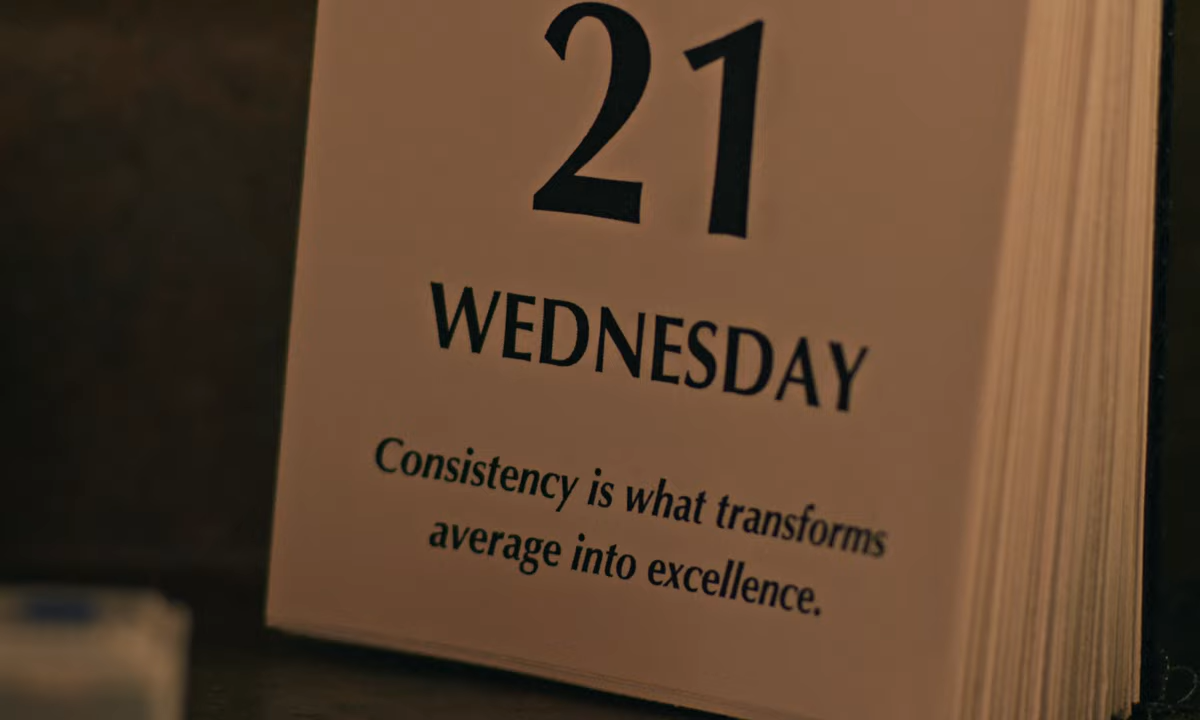 21
WEDNESDAY
Consistency is what transforms
average into excellence.